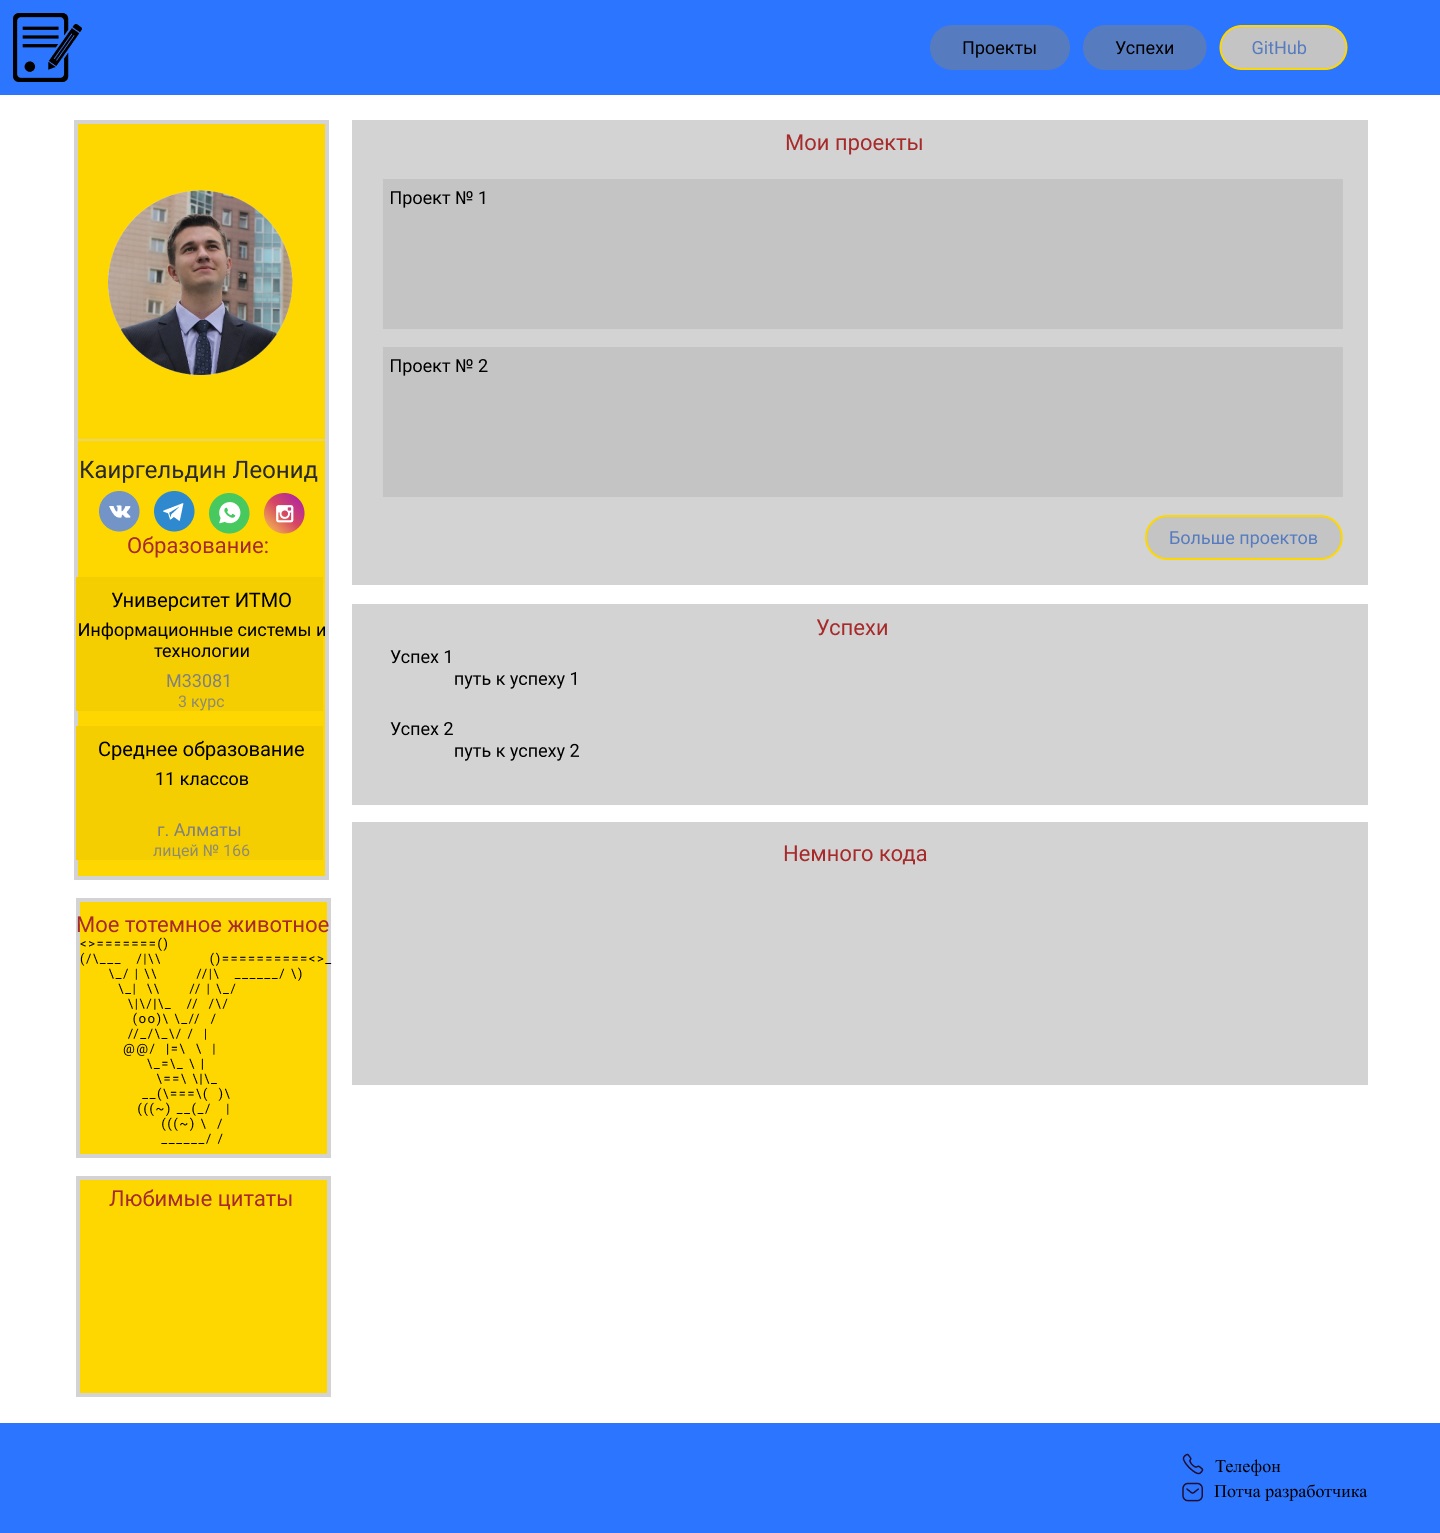 Проекты
Успехи
GitHub
Каиргельдин Леонид
Образование:
Университет ИТМО
Информационные системы и
технологии
M33081
3 курс
Среднее образование
11 классов
г. Алматы
лицей № 166
Мое тотемное животное
<>=======()
(/\___   /|\\          ()==========<>_
      \_/ | \\        //|\   ______/ \)
        \_|  \\      // | \_/
          \|\/|\_   //  /\/
           (oo)\ \_//  /
          //_/\_\/ /  |
         @@/  |=\  \  |
              \_=\_ \ |
                \==\ \|\_
             __(\===\(  )\
            (((~) __(_/   |
                 (((~) \  /
                 ______/ /
Любимые цитаты
Мои проекты
Проект № 1
Проект № 2
Больше проектов
Успехи
Успех 1
путь к успеху 1
Успех 2
путь к успеху 2
Немного кода
Телефон
Потча разработчика